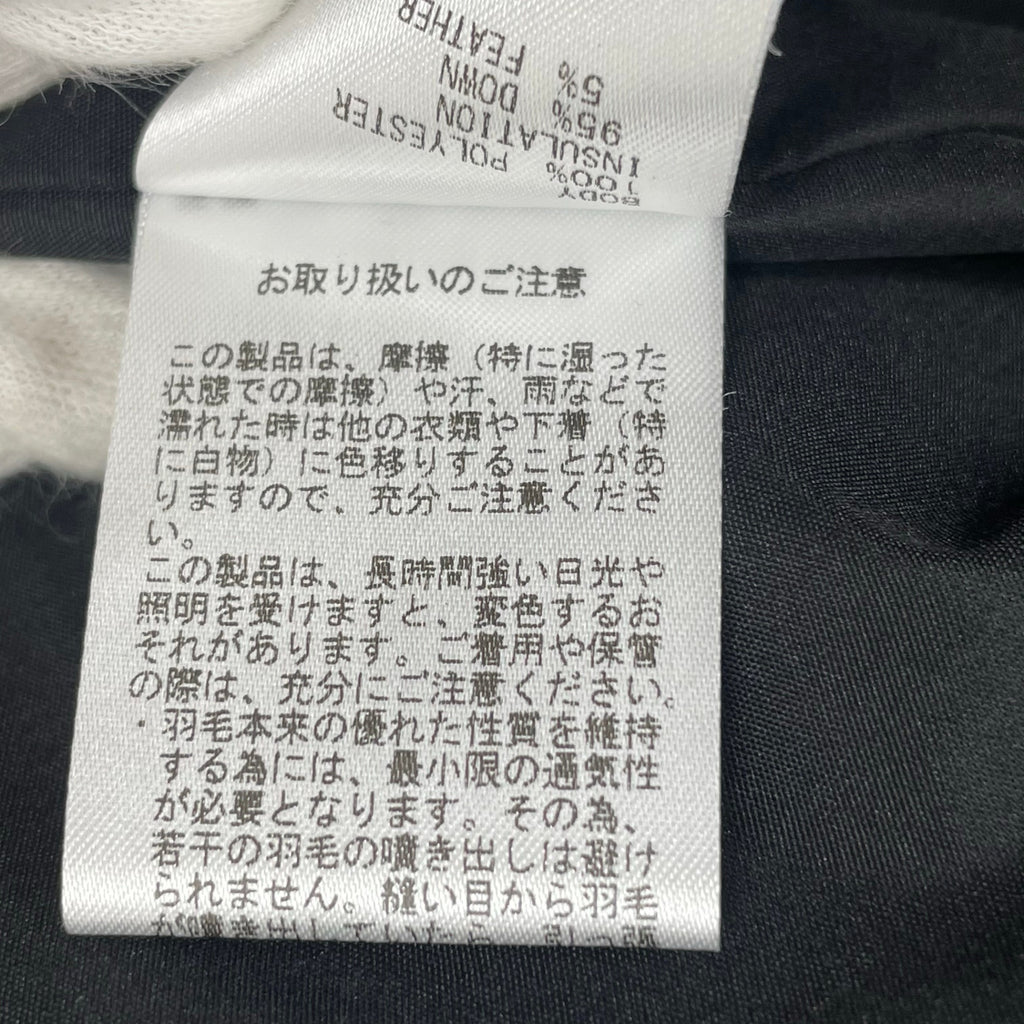 BODY
100% POLYESTER
INSULATION
95% DOWN
5% FEATHER
お取り扱いのご注意
この製品は、摩擦（特に湿った
状態での摩擦）や汗、雨などで
濡れた時は他の衣類や下着（特
に白物）に色移りすることがあ
りますので、充分ご注意くださ
い。
この製品は、長時間強い日光や
照明を受けますと、変色するお
それがあります。ご着用や保管
の際は、充分にご注意ください。
・羽毛本来の優れた性質を維持
する為には、最小限の通気性
が必要となります。その為、
若干の羽毛の噴き出しは避け
られません。縫い目から羽毛